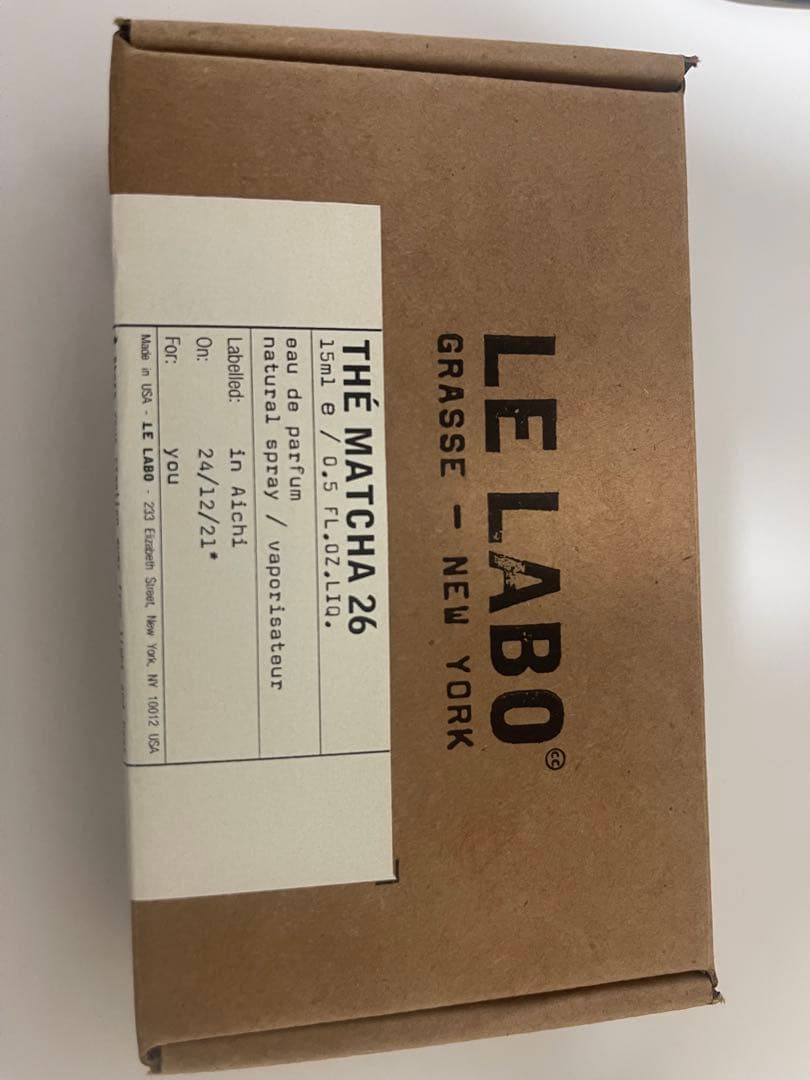 LE LABO
GRASSE — NEW YORK
THÉ MATCHA 26
15ml e / 0.5 FL.OZ.LIQ.
eau de parfum
natural spray / vaporisateur
Labelled: in Aichi
On: 24/12/21*
For: you
Made in USA - LE LABO - 233 Elizabeth Street, New York, NY 10012 USA